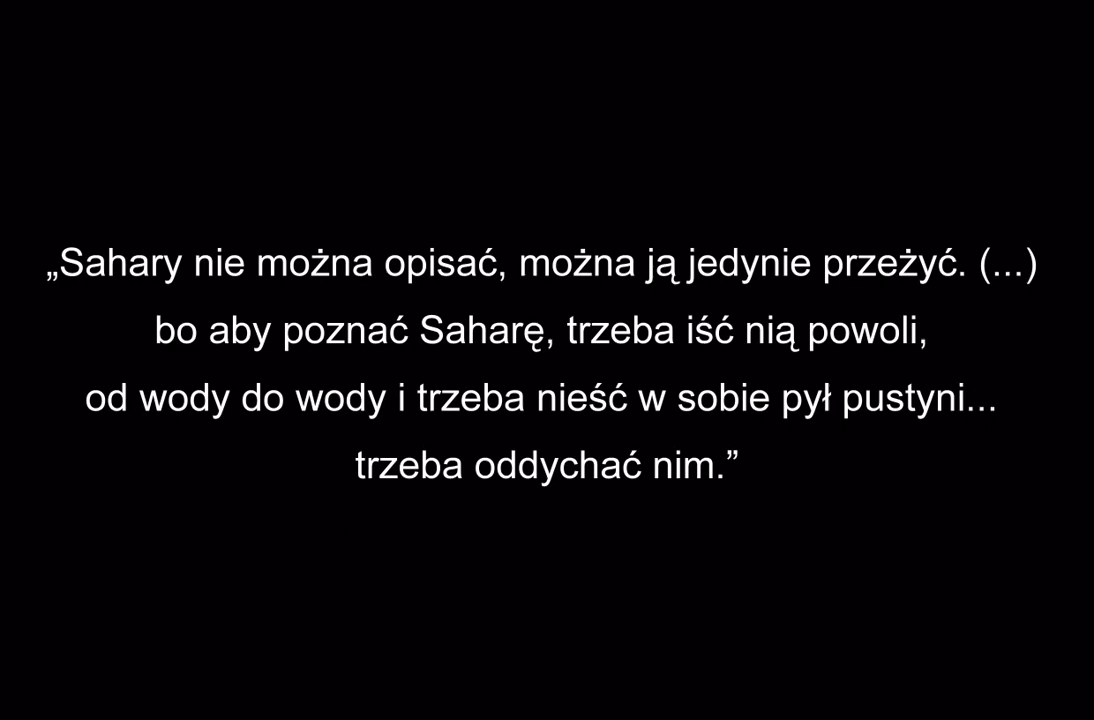 „Sahary nie można opisać, można ją jedynie przeżyć. (...)
bo aby poznać Saharę, trzeba iść nią powoli,
od wody do wody i trzeba nieść w sobie pył pustyni...
trzeba oddychać nim.”